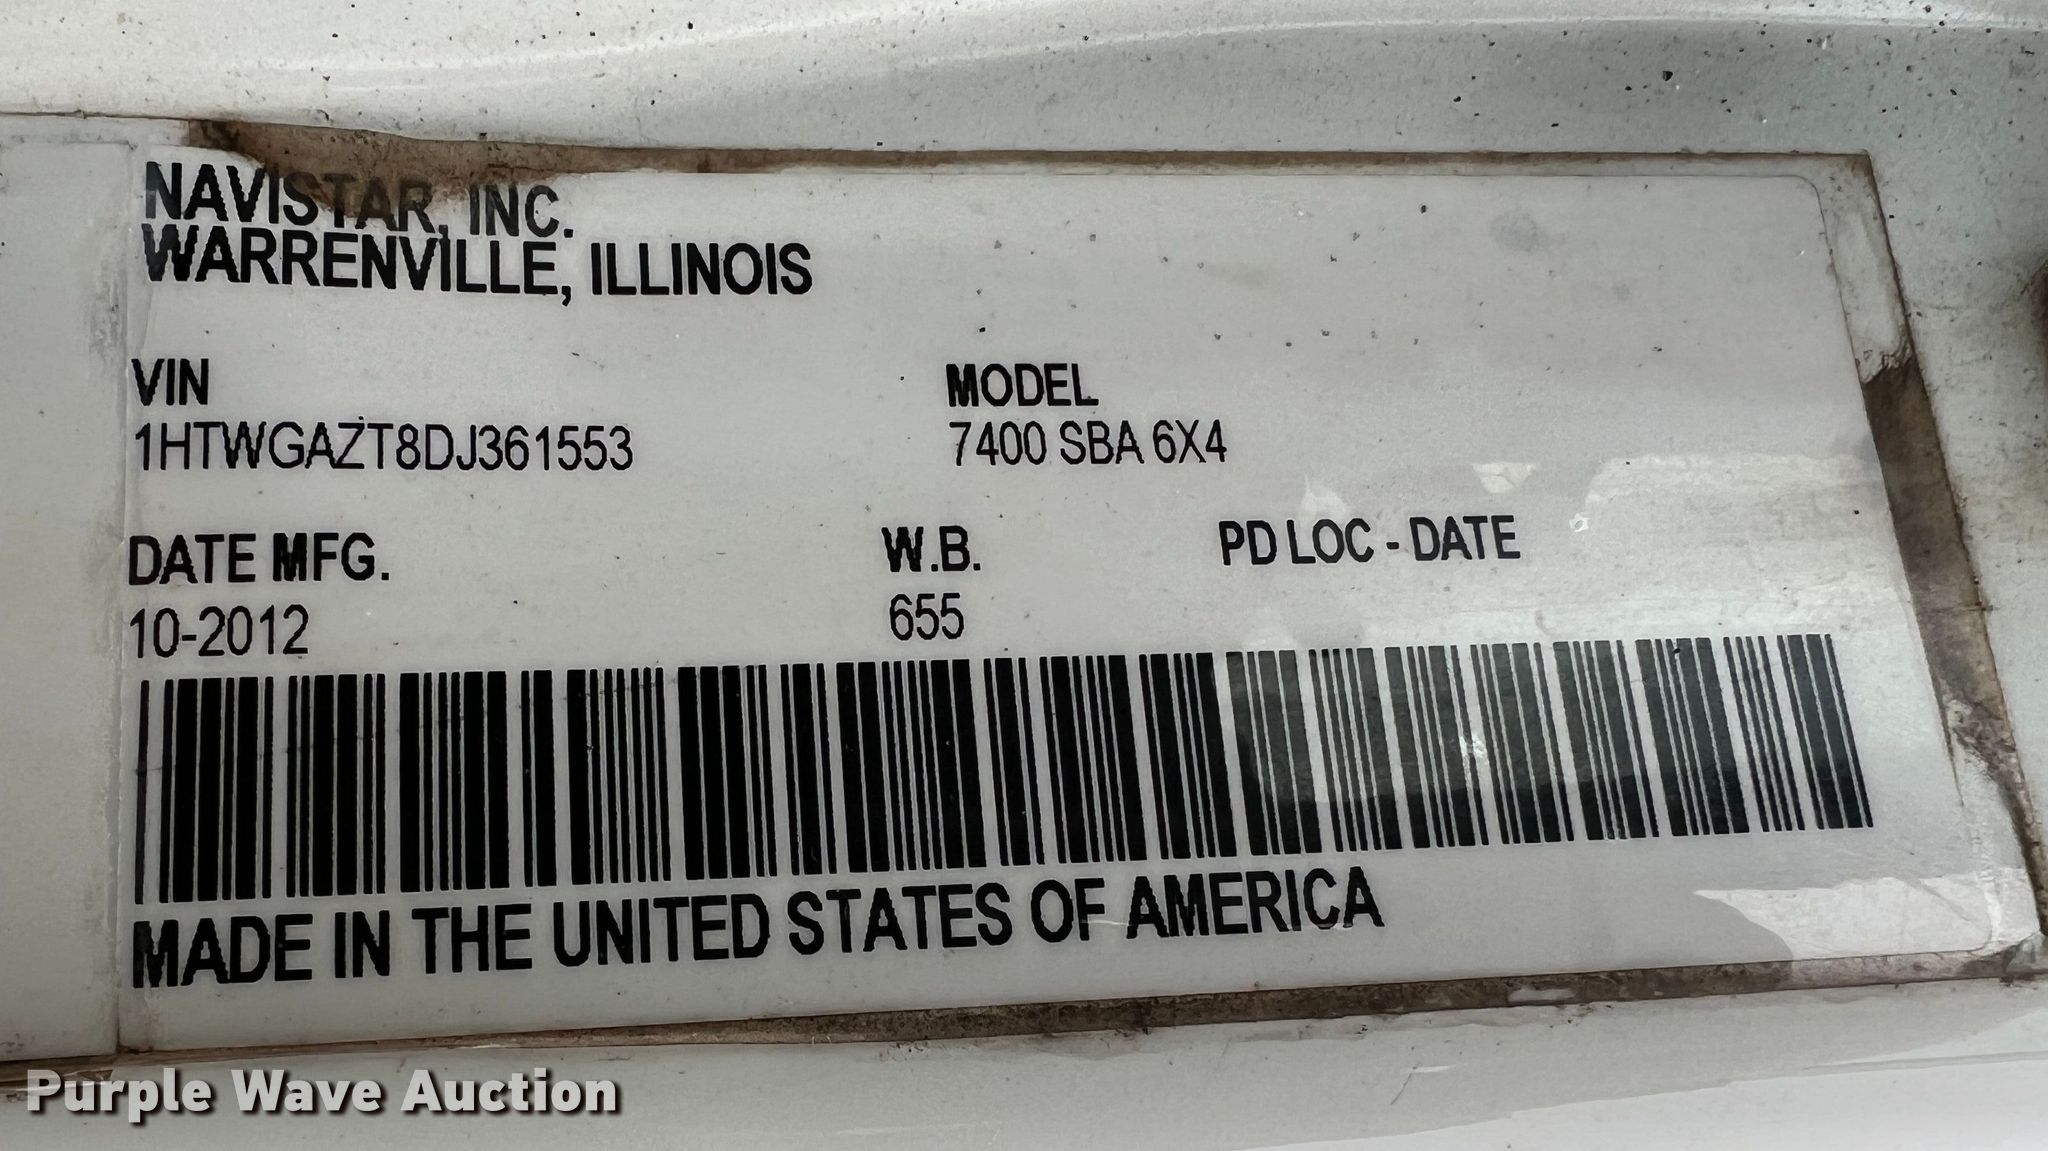 NAVISTAR, INC.
WARRENVILLE, ILLINOIS
VIN MODEL
1HTWGAZT8DJ361553 7400 SBA 6X4
DATE MFG. W.B. PD LOC - DATE
10-2012 655
MADE IN THE UNITED STATES OF AMERICA
Purple Wave Auction